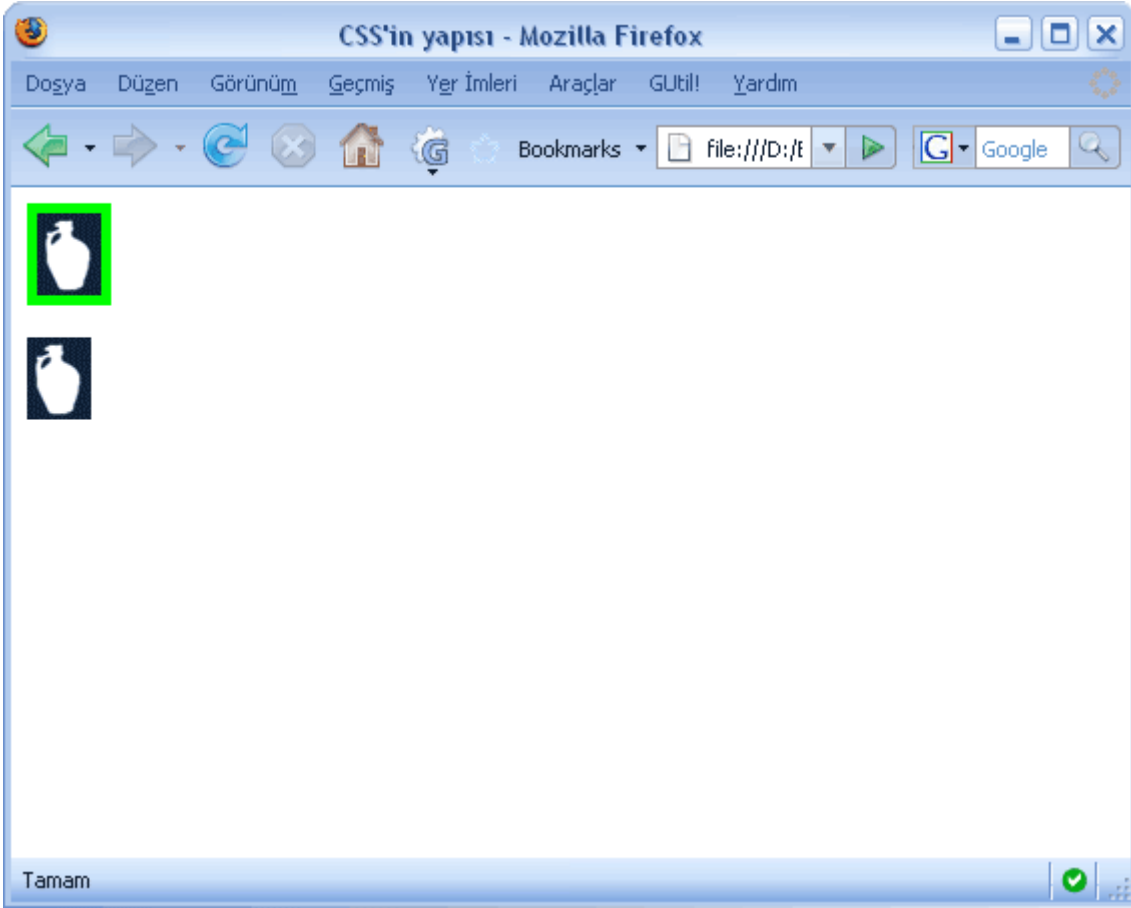 CSS'in yapısı - Mozilla Firefox
Dosya Düzen Görünüm Geçmiş Yer İmleri Araçlar GUtil! Yardım
G Bookmarks file:///D:/E G Google
Tamam